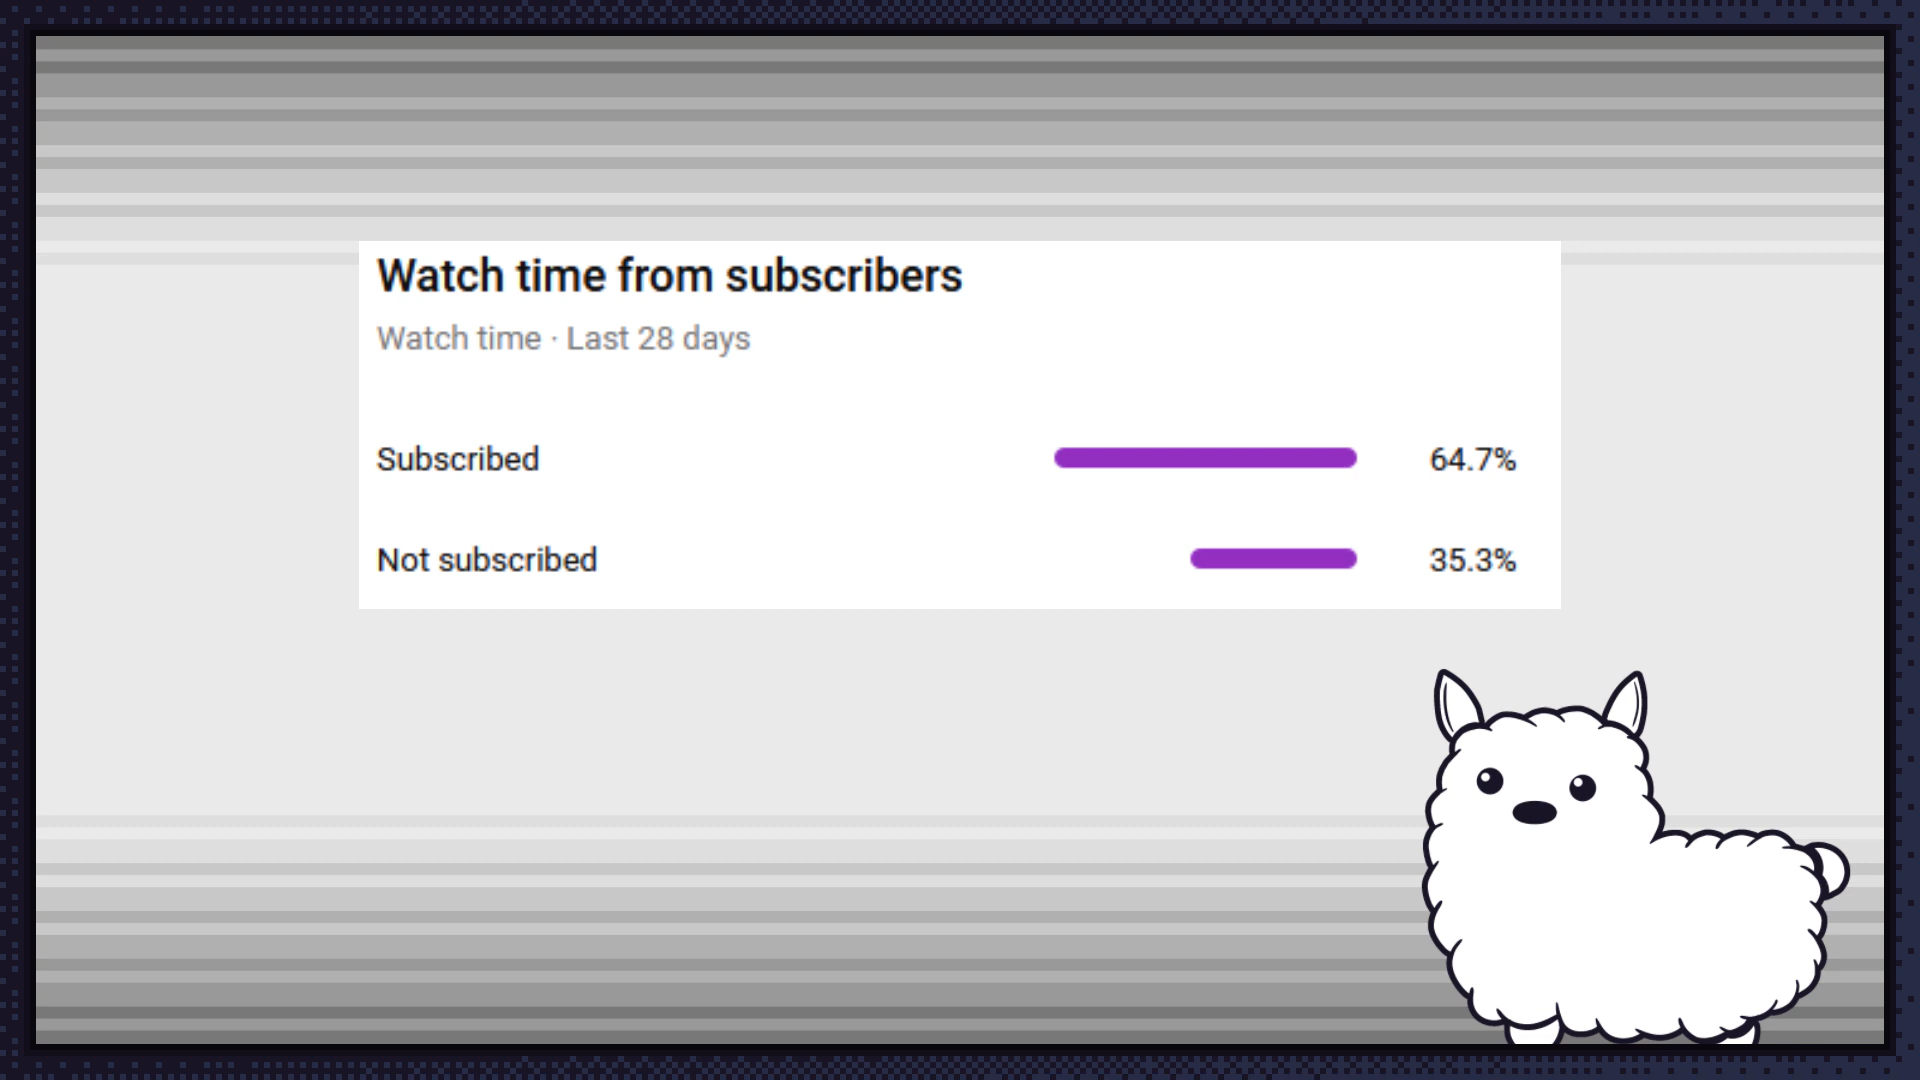 Watch time from subscribers
Watch time · Last 28 days
Subscribed 64.7%
Not subscribed 35.3%